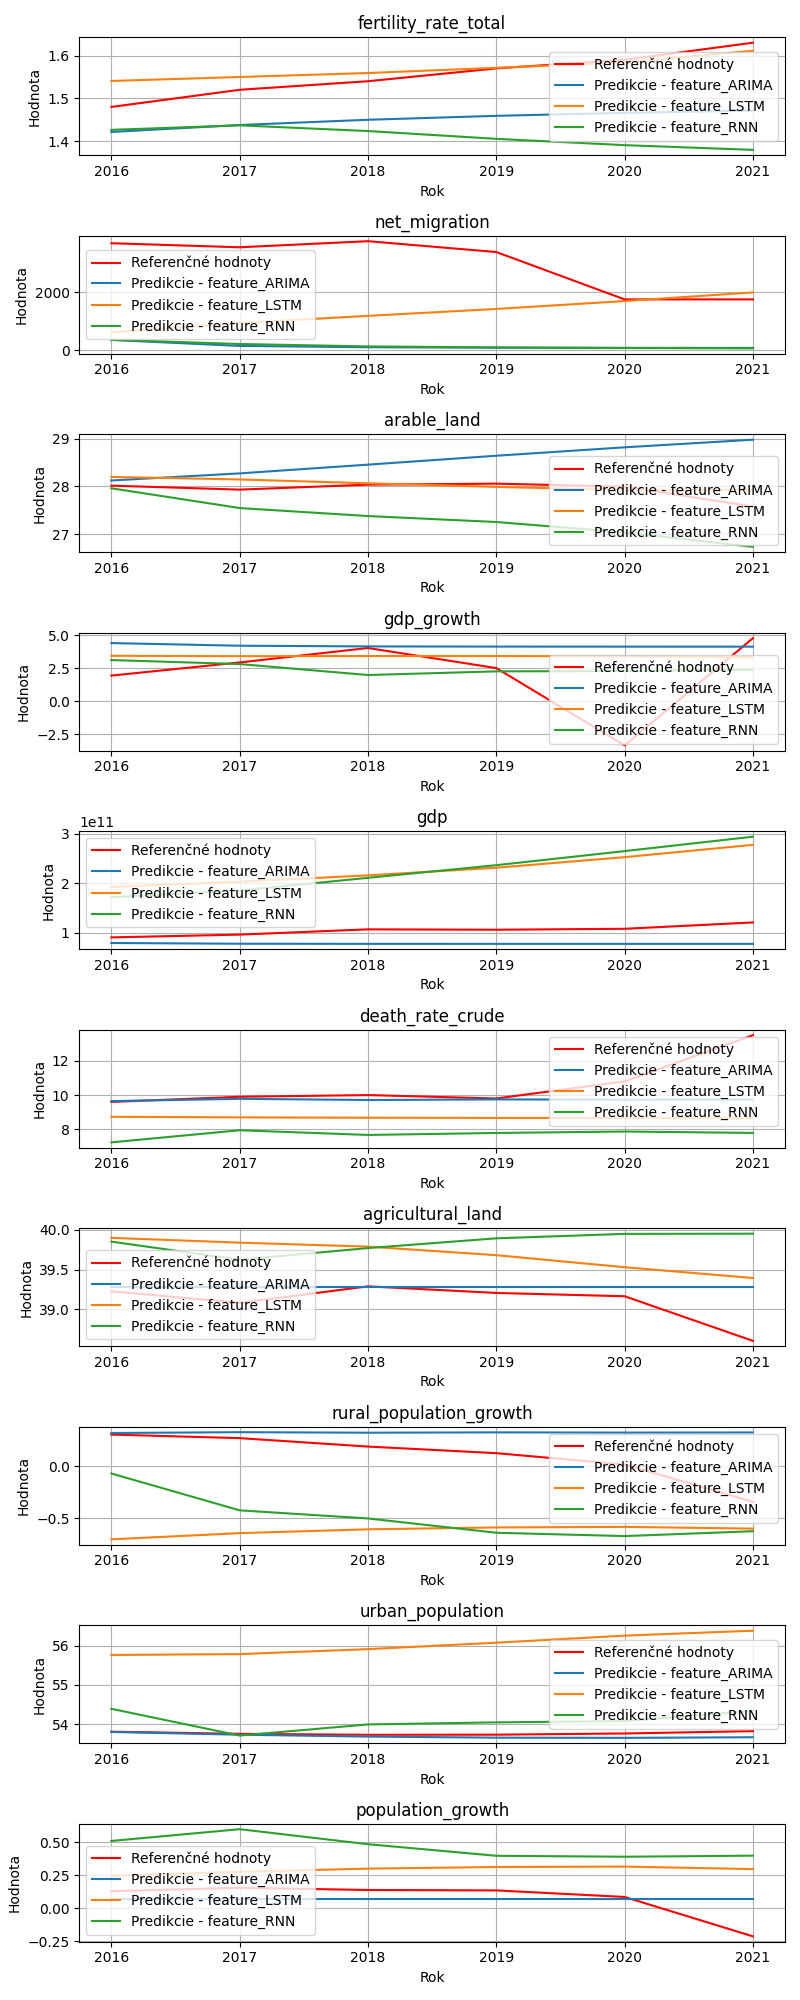 fertility_rate_total
1.6
1.5
1.4
Hodnota
Referenčné hodnoty
Predikcie - feature_ARIMA
Predikcie - feature_LSTM
Predikcie - feature_RNN
2016 2017 2018 2019 2020 2021
Rok
net_migration
2000
0
Hodnota
Referenčné hodnoty
Predikcie - feature_ARIMA
Predikcie - feature_LSTM
Predikcie - feature_RNN
2016 2017 2018 2019 2020 2021
Rok
arable_land
29
28
27
Hodnota
Referenčné hodnoty
Predikcie - feature_ARIMA
Predikcie - feature_LSTM
Predikcie - feature_RNN
2016 2017 2018 2019 2020 2021
Rok
gdp_growth
5.0
2.5
0.0
−2.5
Hodnota
Referenčné hodnoty
Predikcie - feature_ARIMA
Predikcie - feature_LSTM
Predikcie - feature_RNN
2016 2017 2018 2019 2020 2021
Rok
gdp
1e11
3
2
1
Hodnota
Referenčné hodnoty
Predikcie - feature_ARIMA
Predikcie - feature_LSTM
Predikcie - feature_RNN
2016 2017 2018 2019 2020 2021
Rok
death_rate_crude
12
10
8
Hodnota
Referenčné hodnoty
Predikcie - feature_ARIMA
Predikcie - feature_LSTM
Predikcie - feature_RNN
2016 2017 2018 2019 2020 2021
Rok
agricultural_land
40.0
39.5
39.0
Hodnota
Referenčné hodnoty
Predikcie - feature_ARIMA
Predikcie - feature_LSTM
Predikcie - feature_RNN
2016 2017 2018 2019 2020 2021
Rok
rural_population_growth
0.0
−0.5
Hodnota
Referenčné hodnoty
Predikcie - feature_ARIMA
Predikcie - feature_LSTM
Predikcie - feature_RNN
2016 2017 2018 2019 2020 2021
Rok
urban_population
56
55
54
Hodnota
Referenčné hodnoty
Predikcie - feature_ARIMA
Predikcie - feature_LSTM
Predikcie - feature_RNN
2016 2017 2018 2019 2020 2021
Rok
population_growth
0.50
0.25
0.00
−0.25
Hodnota
Referenčné hodnoty
Predikcie - feature_ARIMA
Predikcie - feature_LSTM
Predikcie - feature_RNN
2016 2017 2018 2019 2020 2021
Rok